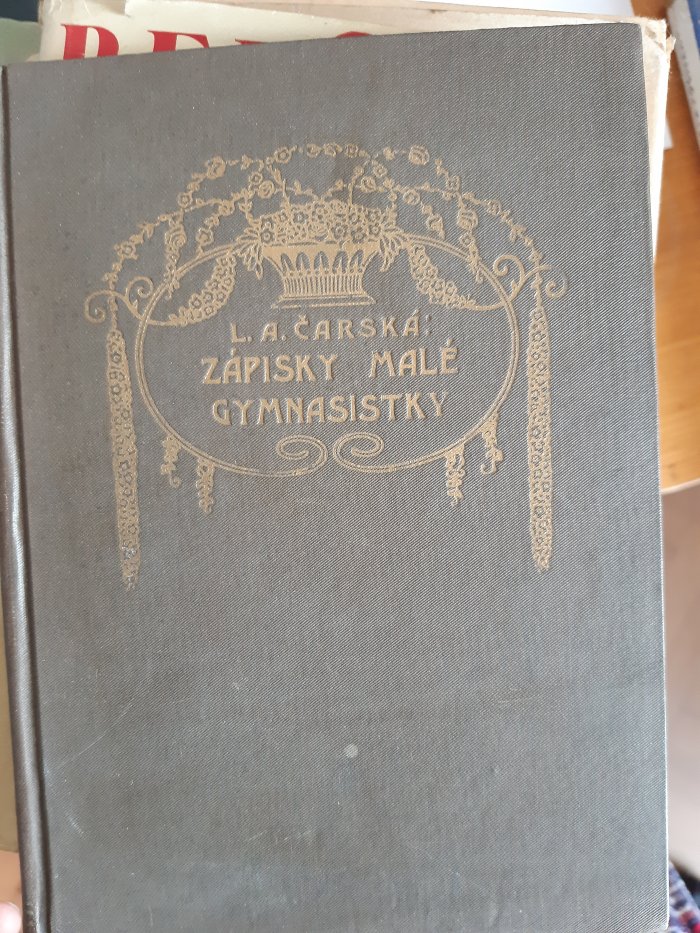 L. A. ČARSKÁ:
ZÁPISKY MALÉ
GYMNASISTKY